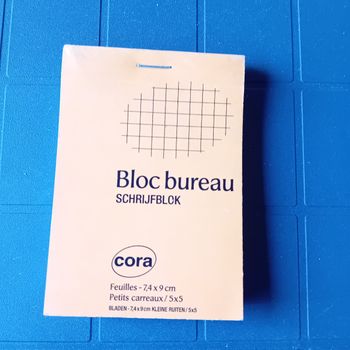 Bloc bureau
SCHRIJFBLOK
cora
Feuilles - 7,4 x 9 cm
Petits carreaux / 5x5
BLADEN - 7,4 x 9 cm KLEINE RUITEN / 5x5